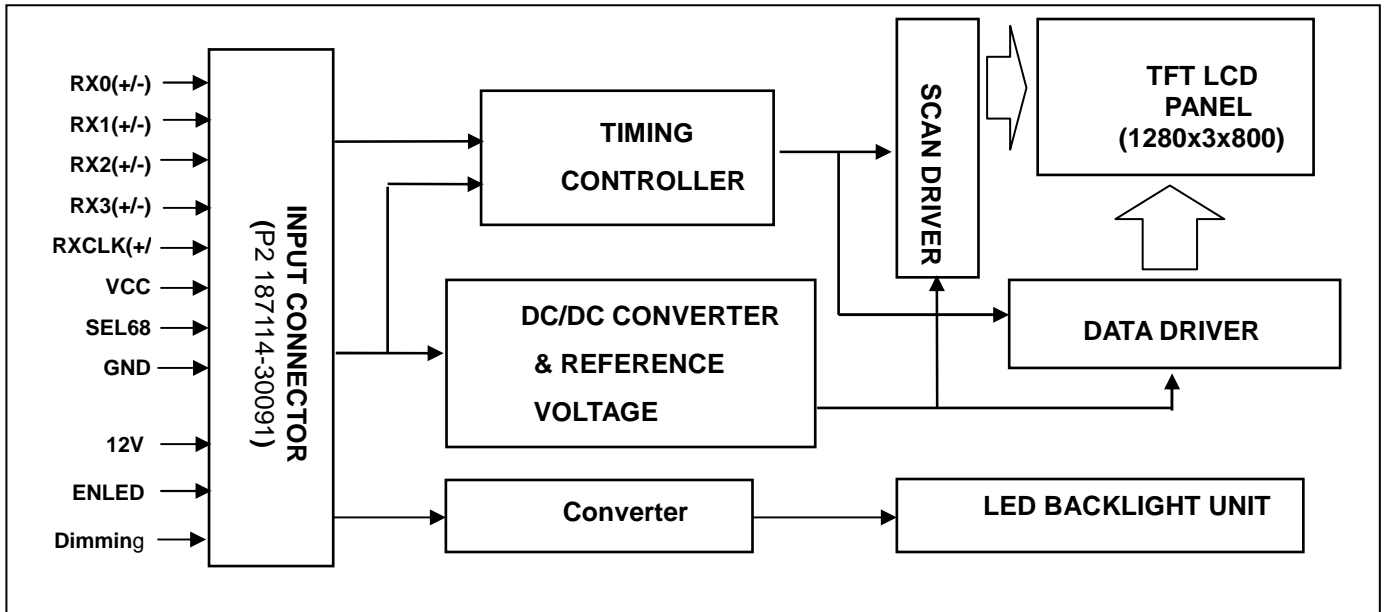 RX0(+/-)
RX1(+/-)
RX2(+/-)
RX3(+/-)
RXCLK(+/
VCC
SEL68
GND
12V
ENLED
Dimming
INPUT CONNECTOR
(P2 187114-30091)
TIMING
CONTROLLER
DC/DC CONVERTER
& REFERENCE
VOLTAGE
Converter
SCAN DRIVER
TFT LCD
PANEL
(1280x3x800)
DATA DRIVER
LED BACKLIGHT UNIT